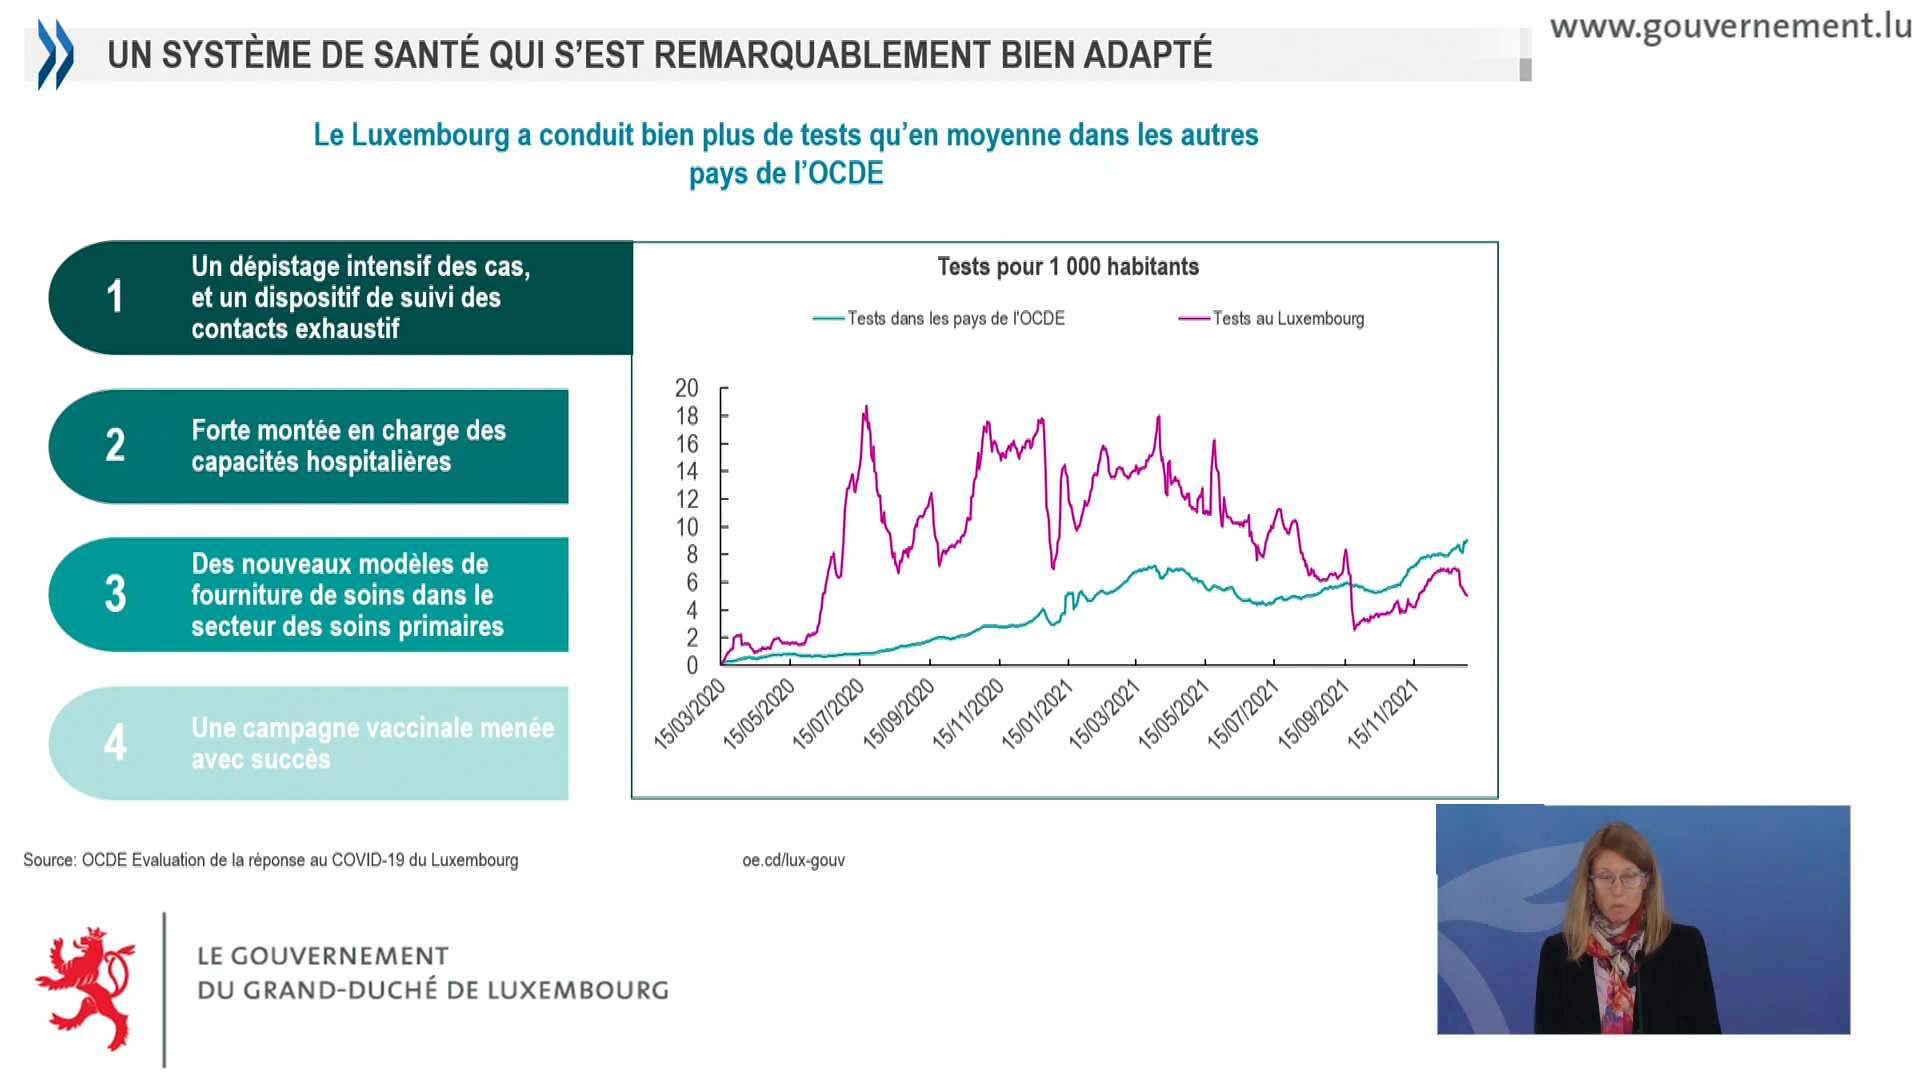 www.gouvernement.lu
UN SYSTÈME DE SANTÉ QUI S’EST REMARQUABLEMENT BIEN ADAPTÉ
Le Luxembourg a conduit bien plus de tests qu’en moyenne dans les autres
pays de l’OCDE
1
Un dépistage intensif des cas,
et un dispositif de suivi des
contacts exhaustif
2
Forte montée en charge des
capacités hospitalières
3
Des nouveaux modèles de
fourniture de soins dans le
secteur des soins primaires
4
Une campagne vaccinale menée
avec succès
Tests pour 1 000 habitants
Tests dans les pays de l'OCDE
Tests au Luxembourg
20
18
16
14
12
10
8
6
4
2
0
15/03/2020
15/05/2020
15/07/2020
15/09/2020
15/11/2020
15/01/2021
15/03/2021
15/05/2021
15/07/2021
15/09/2021
15/11/2021
Source: OCDE Evaluation de la réponse au COVID-19 du Luxembourg
oe.cd/lux-gouv
LE GOUVERNEMENT
DU GRAND-DUCHÉ DE LUXEMBOURG